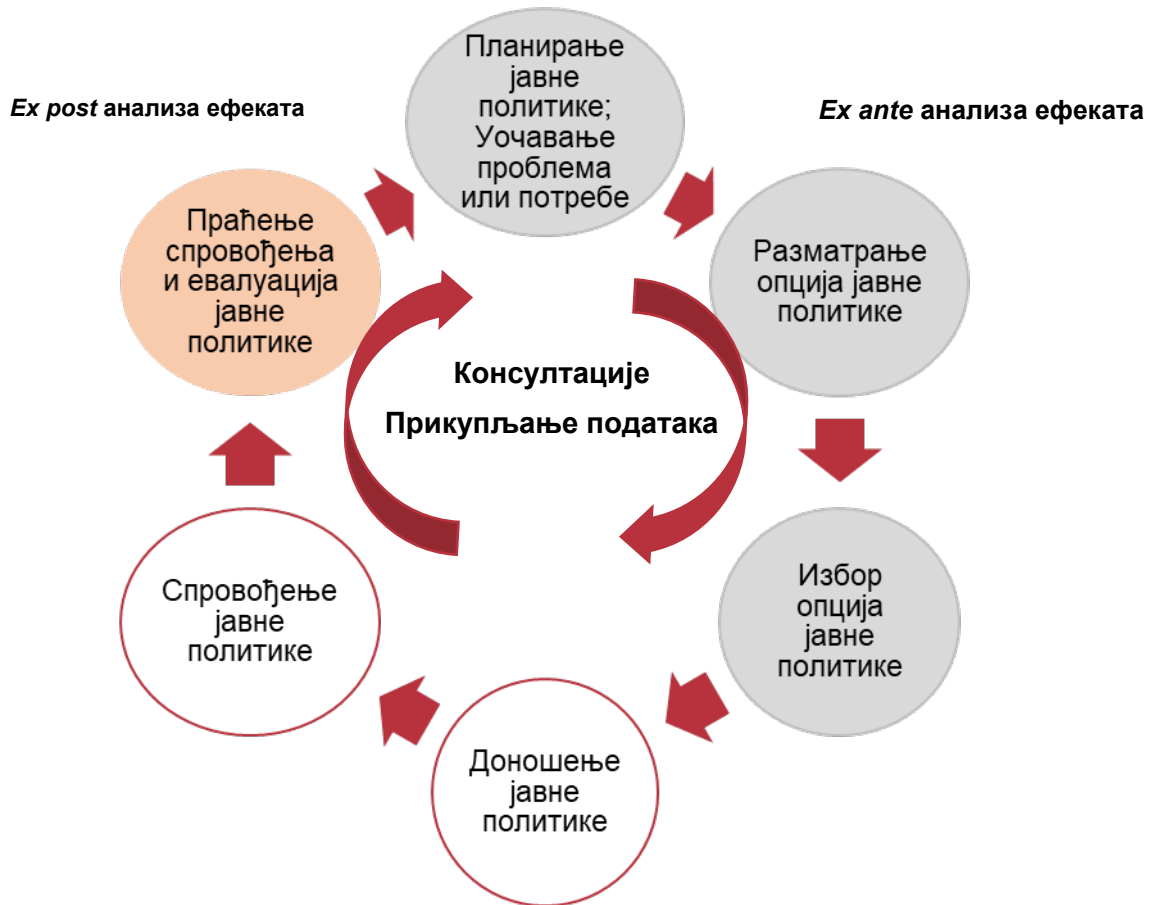 Ex post анализа ефеката
Ex ante анализа ефеката
Планирање
јавне
политике;
Уочавање
проблема
или потребе
Разматрање
опција јавне
политике
Избор
опција
јавне
политике
Доношење
јавне
политике
Спровођење
јавне
политике
Праћење
спровођења
и евалуација
јавне
политике
Консултације
Прикупљање података